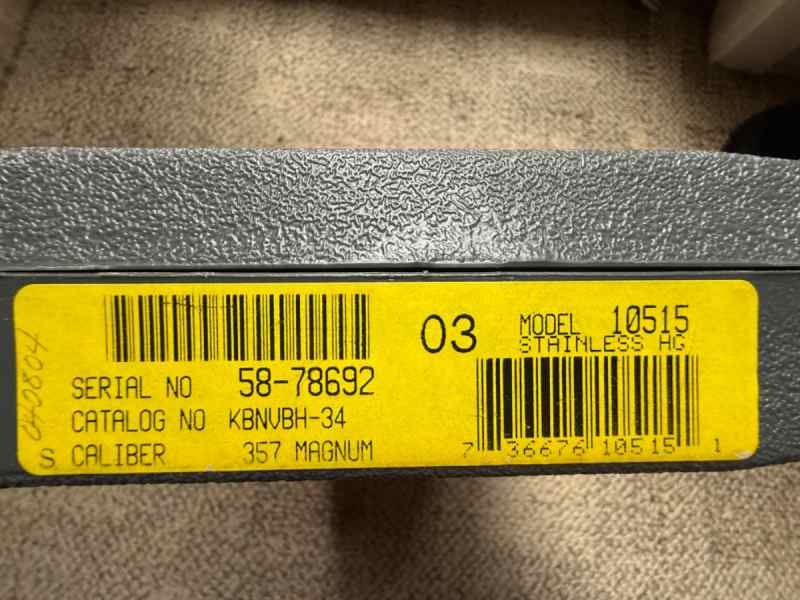 040804
SERIAL NO 58-78692
CATALOG NO KBNVBH-34
S CALIBER 357 MAGNUM
03
MODEL 10515
STAINLESS HG
7 36676 10515 1